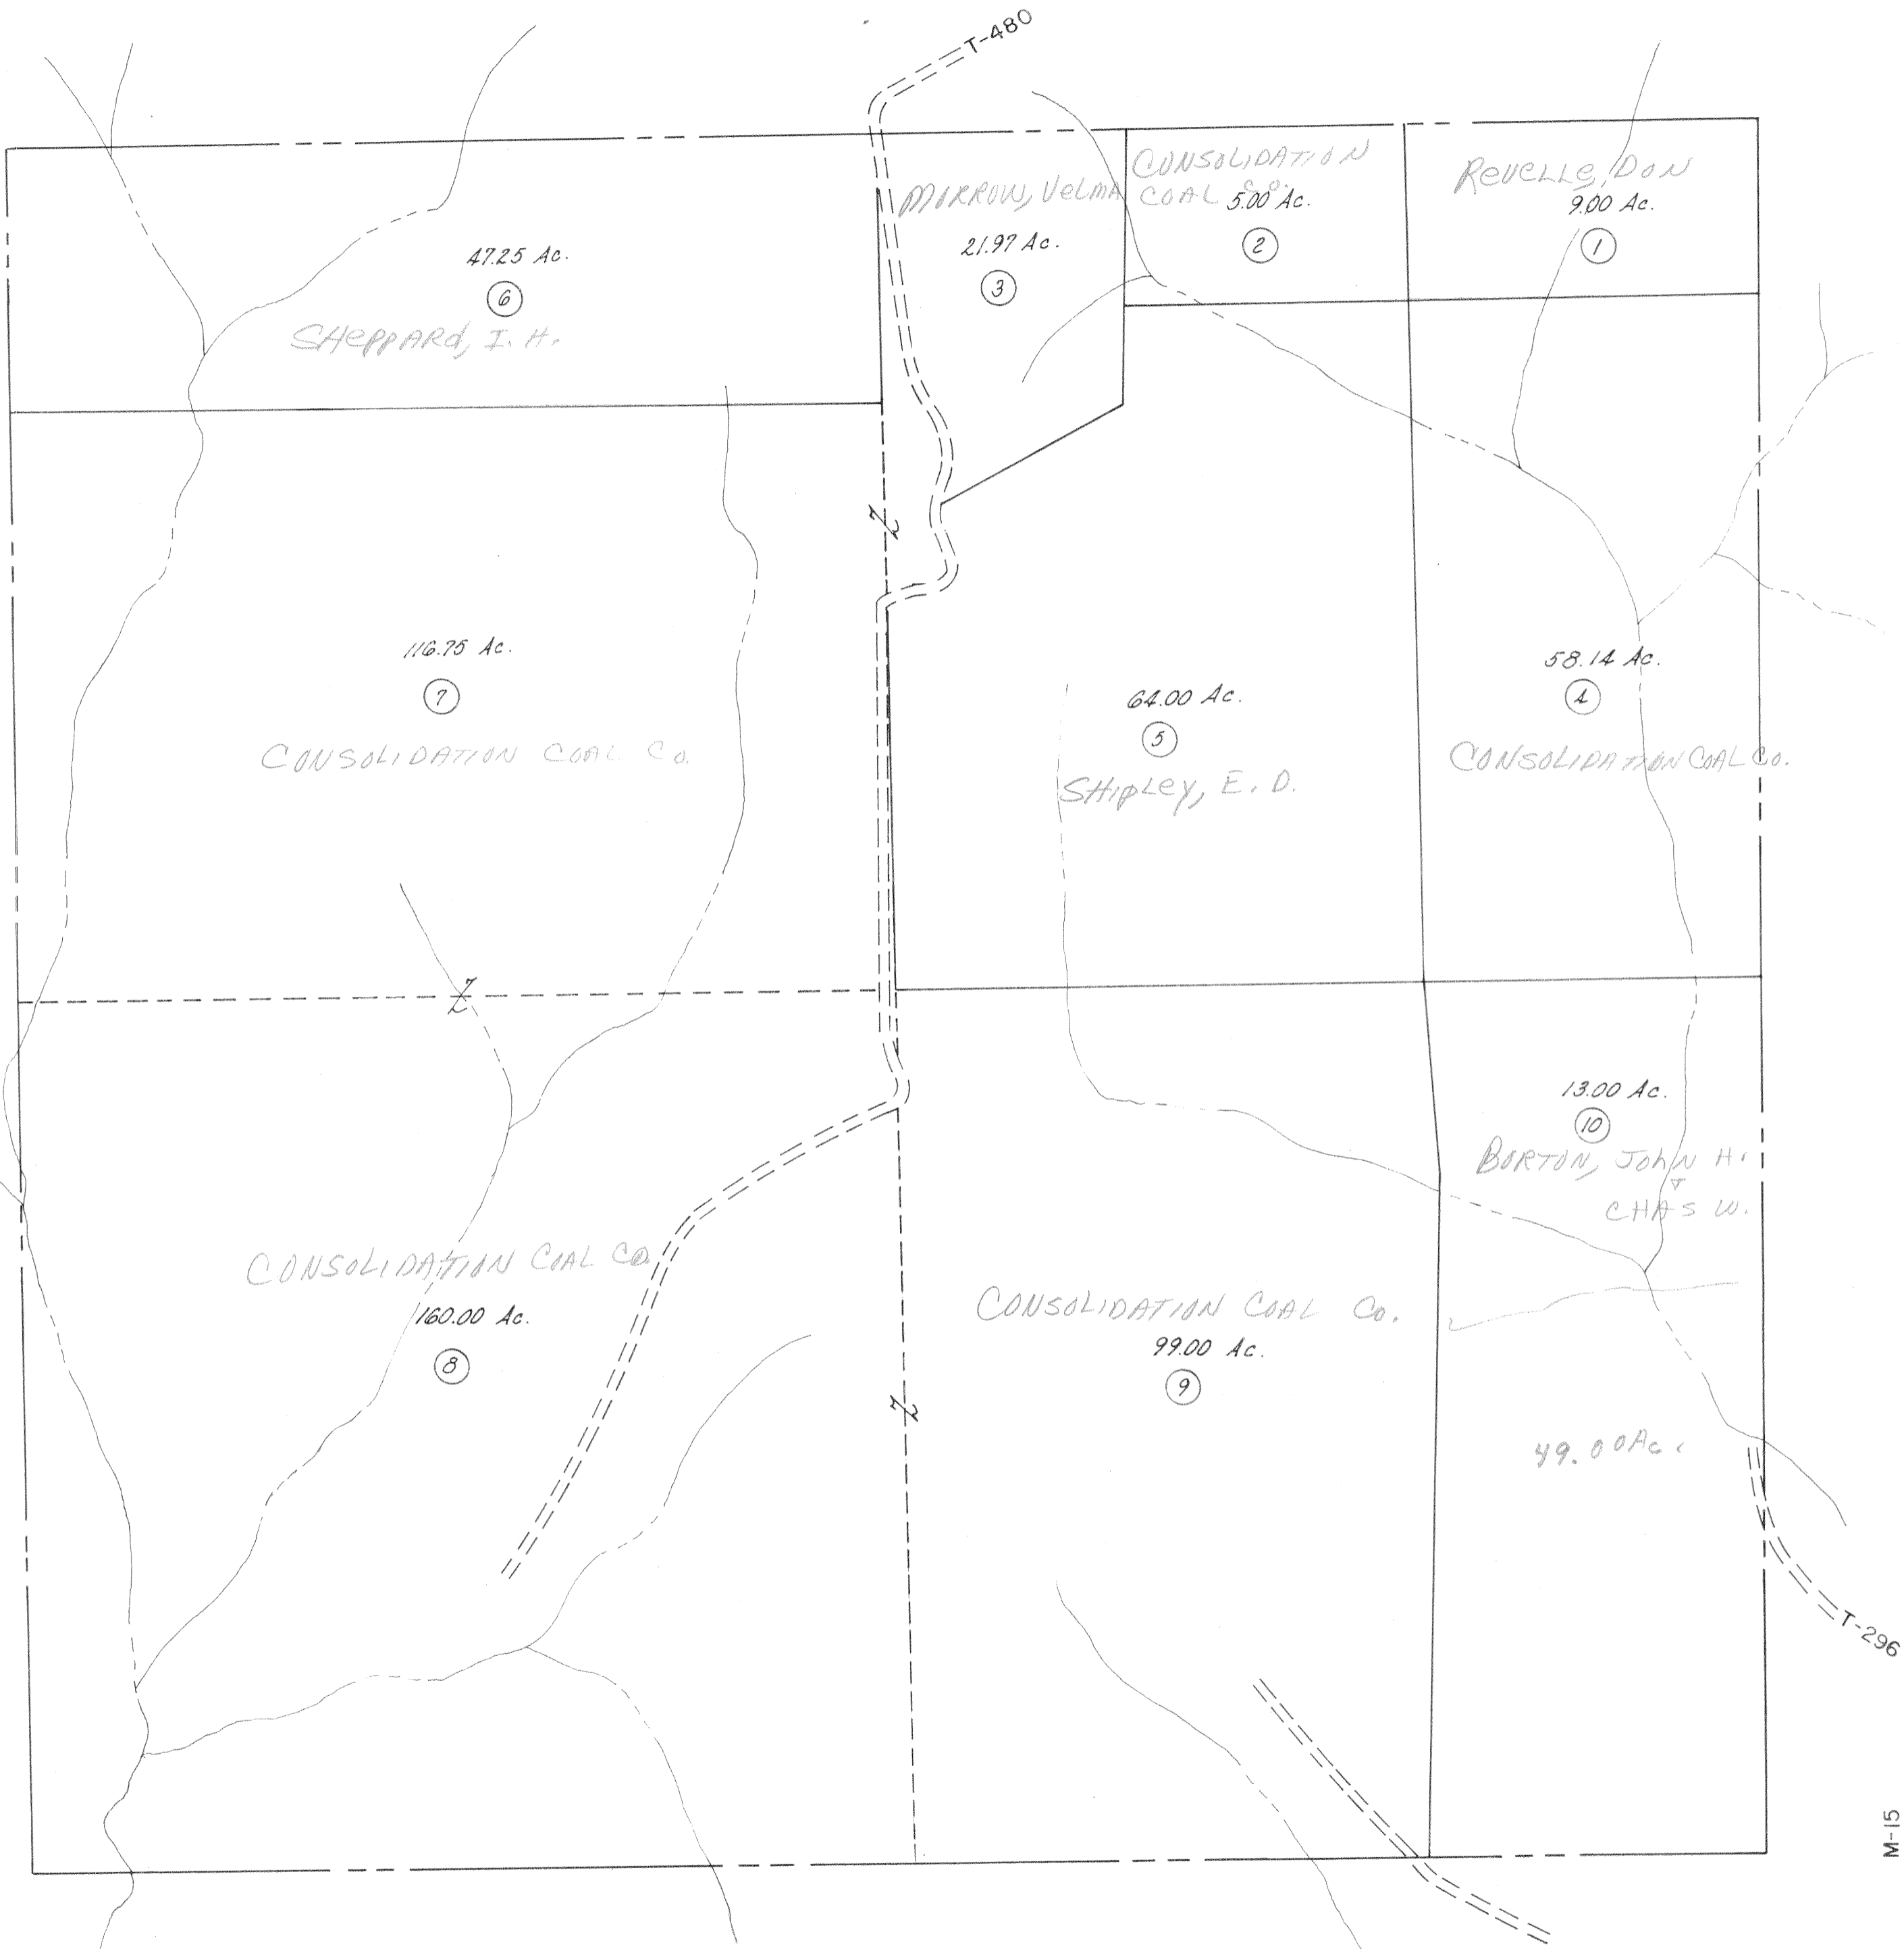 T-480
CONSOLIDATION
COAL CO.
5.00 Ac.
2
REVELLE, DON
9.00 Ac.
1
MORROW, VELMA
21.97 Ac.
3
47.25 Ac.
6
SHEPPARD, I. H.
116.75 Ac.
7
CONSOLIDATION COAL CO.
64.00 Ac.
5
SHIPLEY, E. D.
58.14 Ac.
4
CONSOLIDATION COAL CO.
13.00 Ac.
10
BORTON, JOHN H.
CHAS W.
CONSOLIDATION COAL CO.
160.00 Ac.
8
CONSOLIDATION COAL CO.
99.00 Ac.
9
49.00 Ac.
T-296
M-15